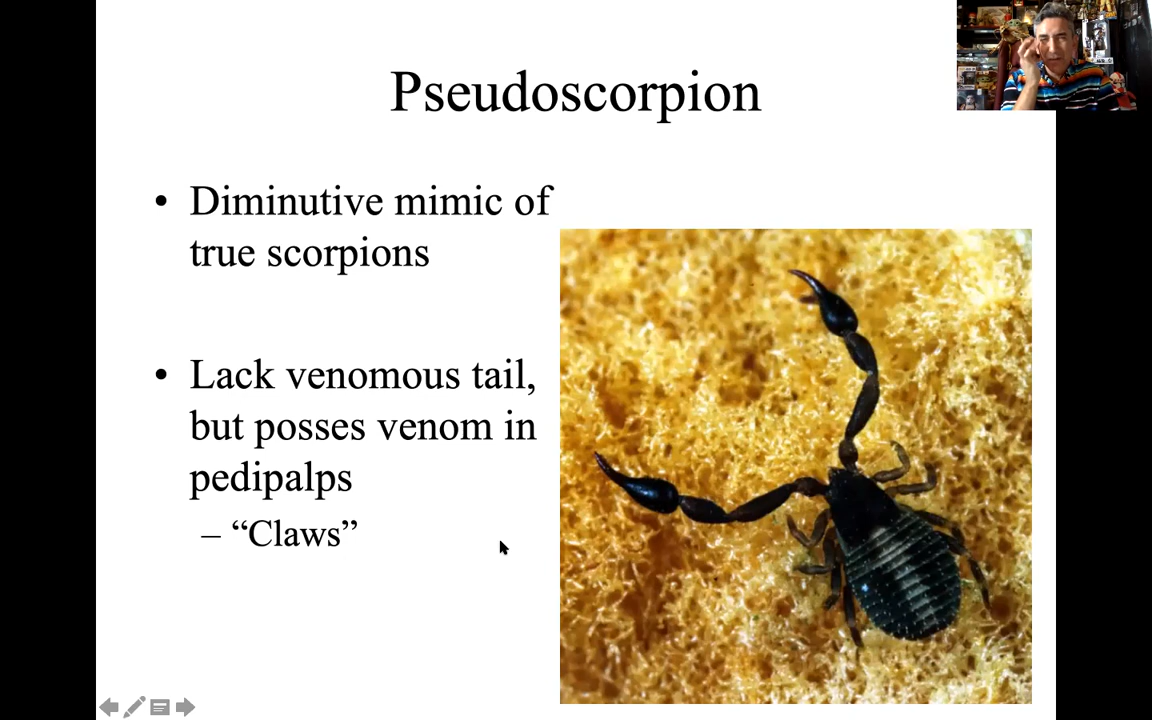 Pseudoscorpion
• Diminutive mimic of
true scorpions
• Lack venomous tail,
but posses venom in
pedipalps
– “Claws”